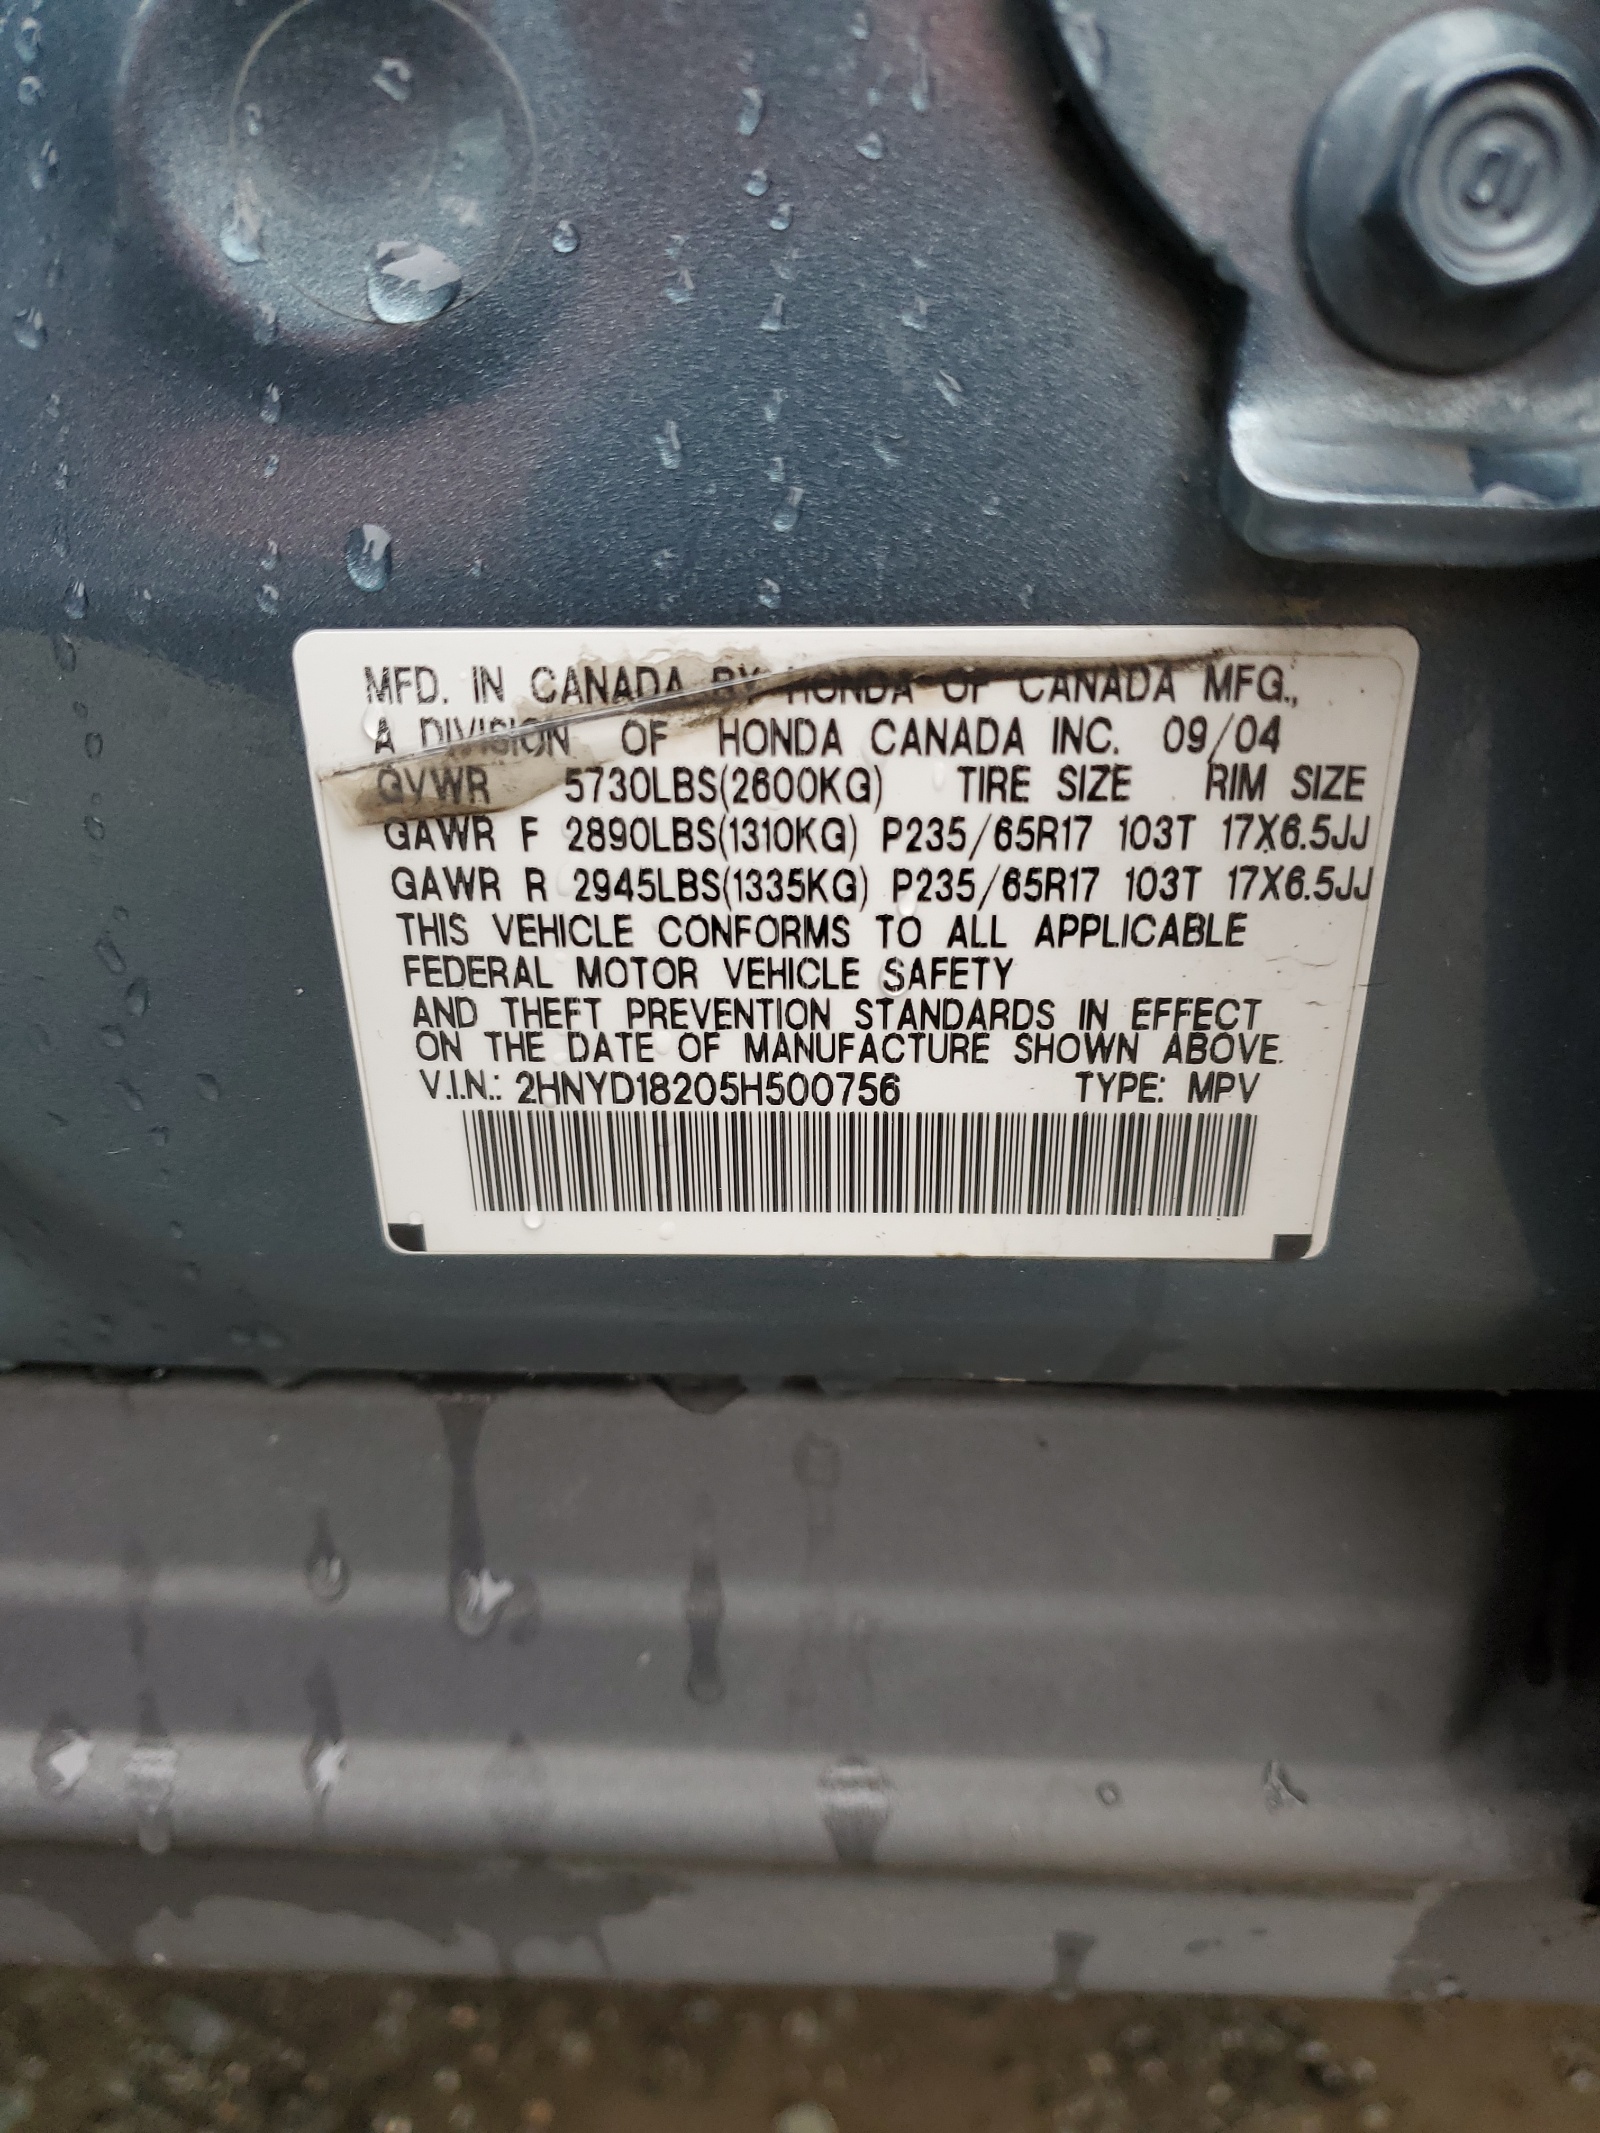 MFD. IN CANADA BY HONDA OF CANADA MFG.,
A DIVISION OF HONDA CANADA INC. 09/04
GVWR 5730LBS(2600KG) TIRE SIZE RIM SIZE
GAWR F 2890LBS(1310KG) P235/65R17 103T 17X6.5JJ
GAWR R 2945LBS(1335KG) P235/65R17 103T 17X6.5JJ
THIS VEHICLE CONFORMS TO ALL APPLICABLE
FEDERAL MOTOR VEHICLE SAFETY
AND THEFT PREVENTION STANDARDS IN EFFECT
ON THE DATE OF MANUFACTURE SHOWN ABOVE.
V.I.N.: 2HNYD18205H500756 TYPE: MPV